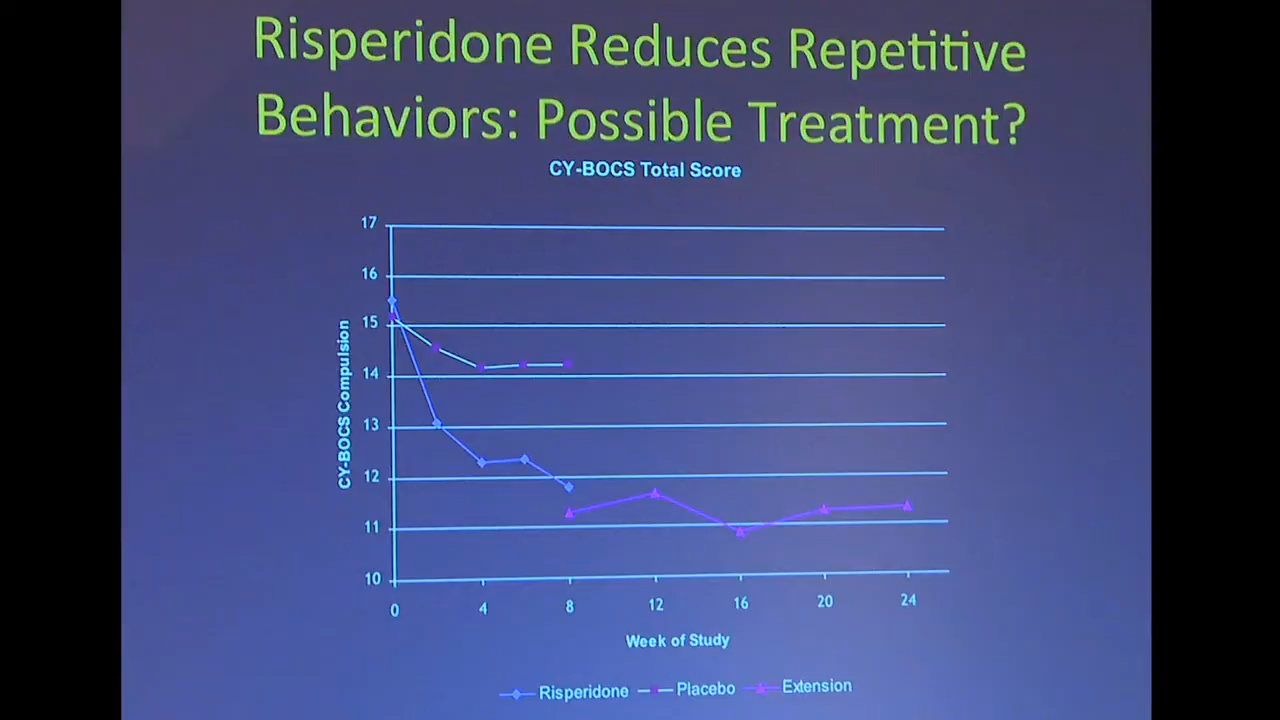 Risperidone Reduces Repetitive
Behaviors: Possible Treatment?
CY-BOCS Total Score
CY-BOCS Compulsion
17
16
15
14
13
12
11
10
0 4 8 12 16 20 24
Week of Study
Risperidone Placebo Extension